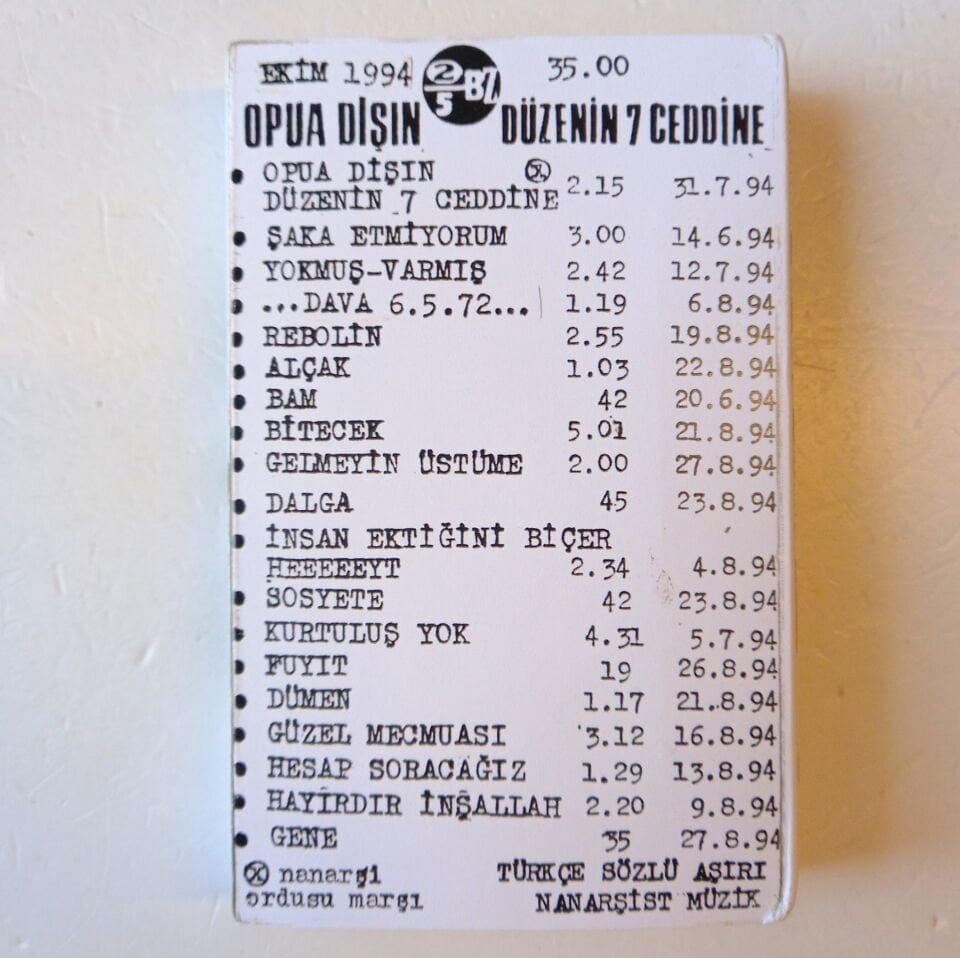 EKİM 1994 2/5 BZ 35.00
OPUA DİŞIN DÜZENİN 7 CEDDİNE
OPUA DİŞIN ⓧ
DÜZENİN 7 CEDDİNE 2.15 31.7.94
ŞAKA ETMİYORUM 3.00 14.6.94
YOKMUŞ-VARMIŞ 2.42 12.7.94
...DAVA 6.5.72... 1.19 6.8.94
REBOLİN 2.55 19.8.94
ALÇAK 1.03 22.8.94
BAM 42 20.6.94
BİTECEK 5.01 21.8.94
GELMEYİN ÜSTÜME 2.00 27.8.94
DALGA 45 23.8.94
İNSAN EKTİĞİNİ BİÇER
HEEEEEYT 2.34 4.8.94
SOSYETE 42 23.8.94
KURTULUŞ YOK 4.31 5.7.94
FUYIT 19 26.8.94
DÜMEN 1.17 21.8.94
GÜZEL MECMUASI 3.12 16.8.94
HESAP SORACAĞIZ 1.29 13.8.94
HAYIRDIR İNŞALLAH 2.20 9.8.94
GENE 35 27.8.94
ⓧ nanarşi TÜRKÇE SÖZLÜ AŞIRI
ordusu marşı NANARŞİST MÜZİK